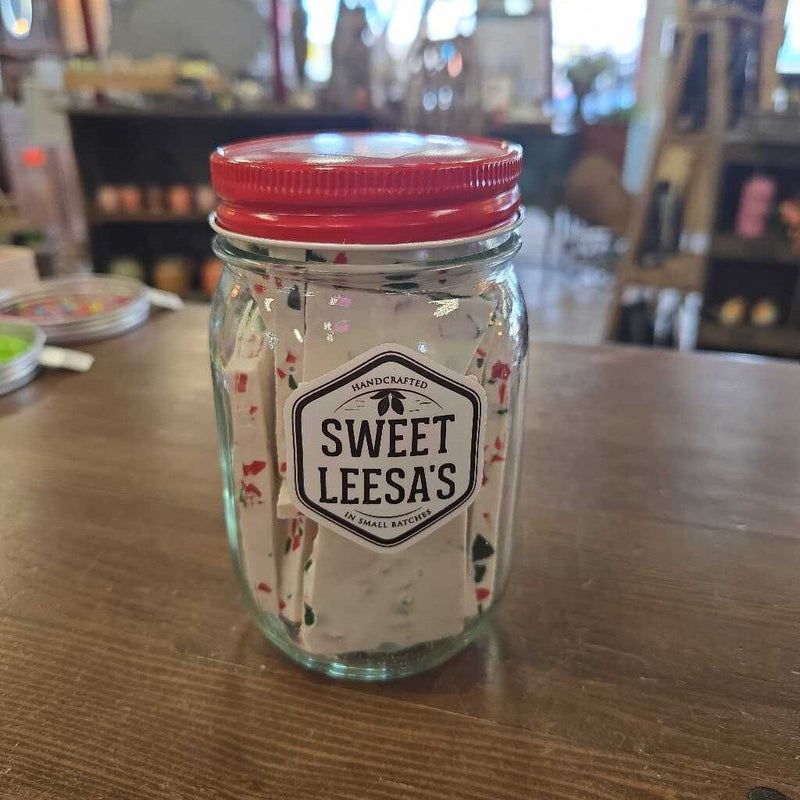 HANDCRAFTED
SWEET
LEESA'S
IN SMALL BATCHES